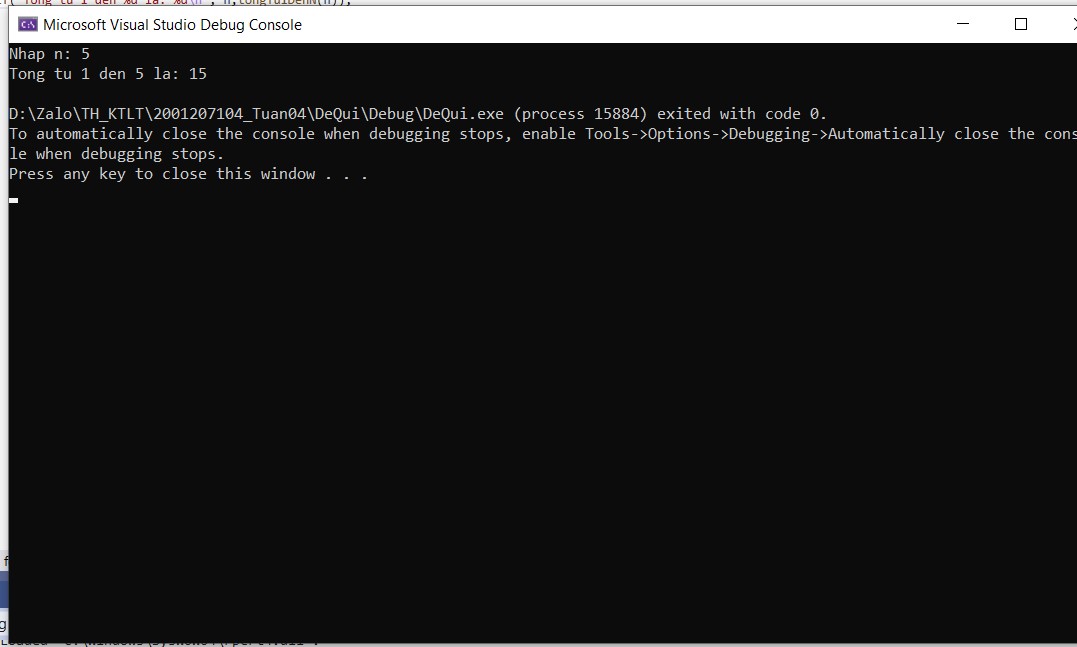 Microsoft Visual Studio Debug Console
Nhap n: 5
Tong tu 1 den 5 la: 15
D:\Zalo\TH_KTLT\2001207104_Tuan04\DeQui\Debug\DeQui.exe (process 15884) exited with code 0.
To automatically close the console when debugging stops, enable Tools->Options->Debugging->Automatically close the cons
le when debugging stops.
Press any key to close this window . . .